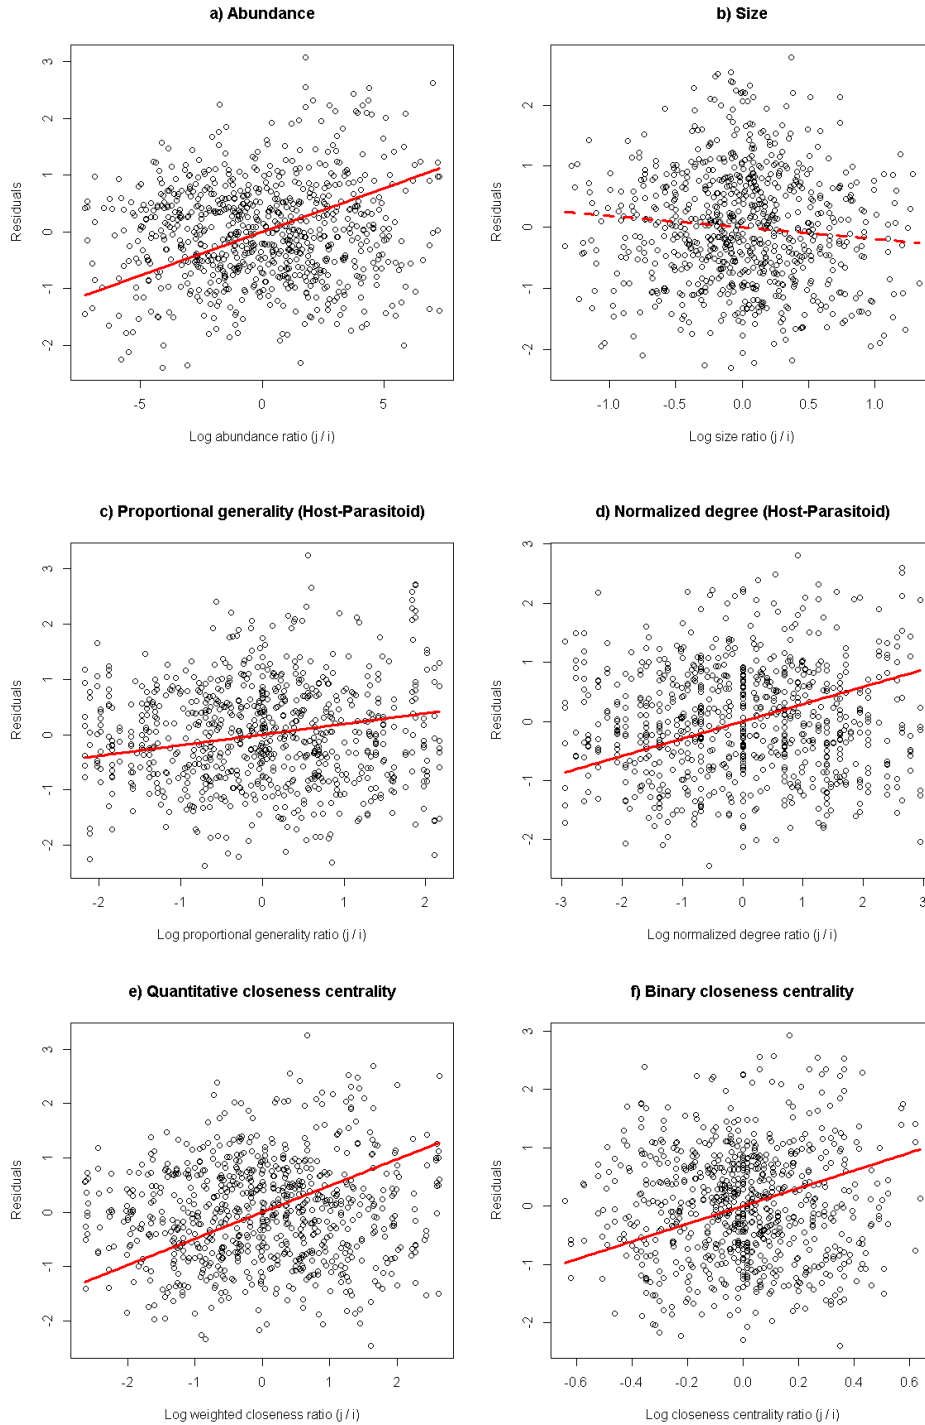 a) Abundance
3
2
1
0
-1
-2
Residuals
-5 0 5
Log abundance ratio (j / i)
b) Size
2
1
0
-1
-2
Residuals
-1.0 -0.5 0.0 0.5 1.0
Log size ratio (j / i)
c) Proportional generality (Host-Parasitoid)
3
2
1
0
-1
-2
Residuals
-2 -1 0 1 2
Log proportional generality ratio (j / i)
d) Normalized degree (Host-Parasitoid)
3
2
1
0
-1
-2
Residuals
-3 -2 -1 0 1 2 3
Log normalized degree ratio (j / i)
e) Quantitative closeness centrality
3
2
1
0
-1
-2
Residuals
-2 -1 0 1 2
Log weighted closeness ratio (j / i)
f) Binary closeness centrality
3
2
1
0
-1
-2
Residuals
-0.6 -0.4 -0.2 0.0 0.2 0.4 0.6
Log closeness centrality ratio (j / i)